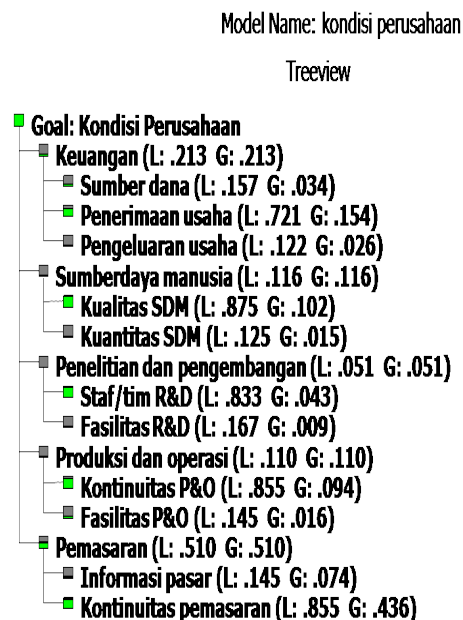 Model Name: kondisi perusahaan
Treeview
Goal: Kondisi Perusahaan
Keuangan (L: .213 G: .213)
Sumber dana (L: .157 G: .034)
Penerimaan usaha (L: .721 G: .154)
Pengeluaran usaha (L: .122 G: .026)
Sumberdaya manusia (L: .116 G: .116)
Kualitas SDM (L: .875 G: .102)
Kuantitas SDM (L: .125 G: .015)
Penelitian dan pengembangan (L: .051 G: .051)
Staf/tim R&D (L: .833 G: .043)
Fasilitas R&D (L: .167 G: .009)
Produksi dan operasi (L: .110 G: .110)
Kontinuitas P&O (L: .855 G: .094)
Fasilitas P&O (L: .145 G: .016)
Pemasaran (L: .510 G: .510)
Informasi pasar (L: .145 G: .074)
Kontinuitas pemasaran (L: .855 G: .436)